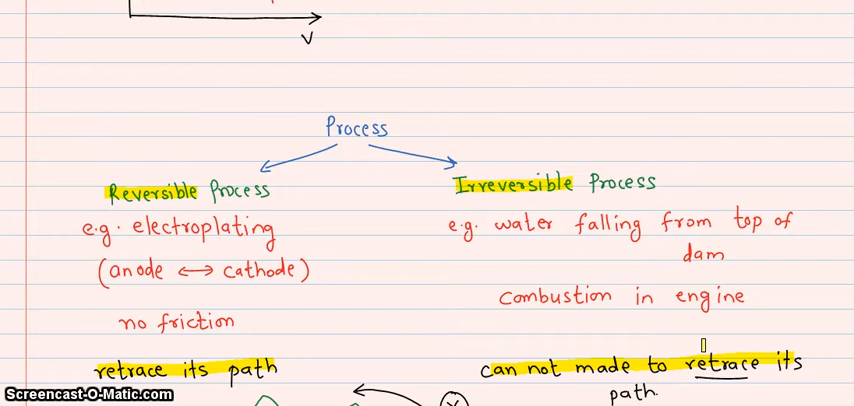 V
Process
Reversible Process
Irreversible Process
e.g. electroplating
e.g. water falling from top of
dam
(anode ↔ cathode)
combustion in engine
no friction
retrace its path
can not made to retrace its
path.
Screencast-O-Matic.com